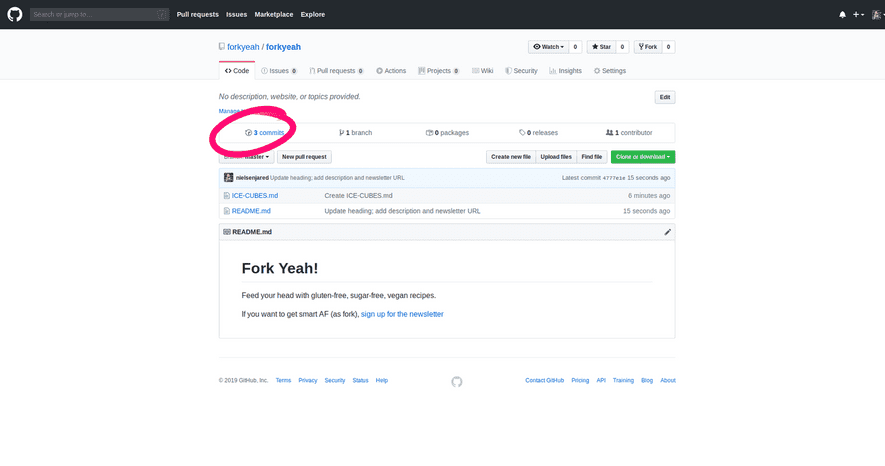 Search or jump to... /
Pull requests Issues Marketplace Explore
forkyeah / forkyeah
Watch 0 Star 0 Fork 0
Code Issues 0 Pull requests 0 Actions Projects 0 Wiki Security Insights Settings
No description, website, or topics provided. Edit
Manage
3 commits 1 branch 0 packages 0 releases 1 contributor
master New pull request Create new file Upload files Find file Clone or download
nielsenjared Update heading; add description and newsletter URL Latest commit 4777e1e 15 seconds ago
ICE-CUBES.md Create ICE-CUBES.md 6 minutes ago
README.md Update heading; add description and newsletter URL 15 seconds ago
README.md
Fork Yeah!
Feed your head with gluten-free, sugar-free, vegan recipes.
If you want to get smart AF (as fork), sign up for the newsletter
© 2019 GitHub, Inc. Terms Privacy Security Status Help Contact GitHub Pricing API Training Blog About